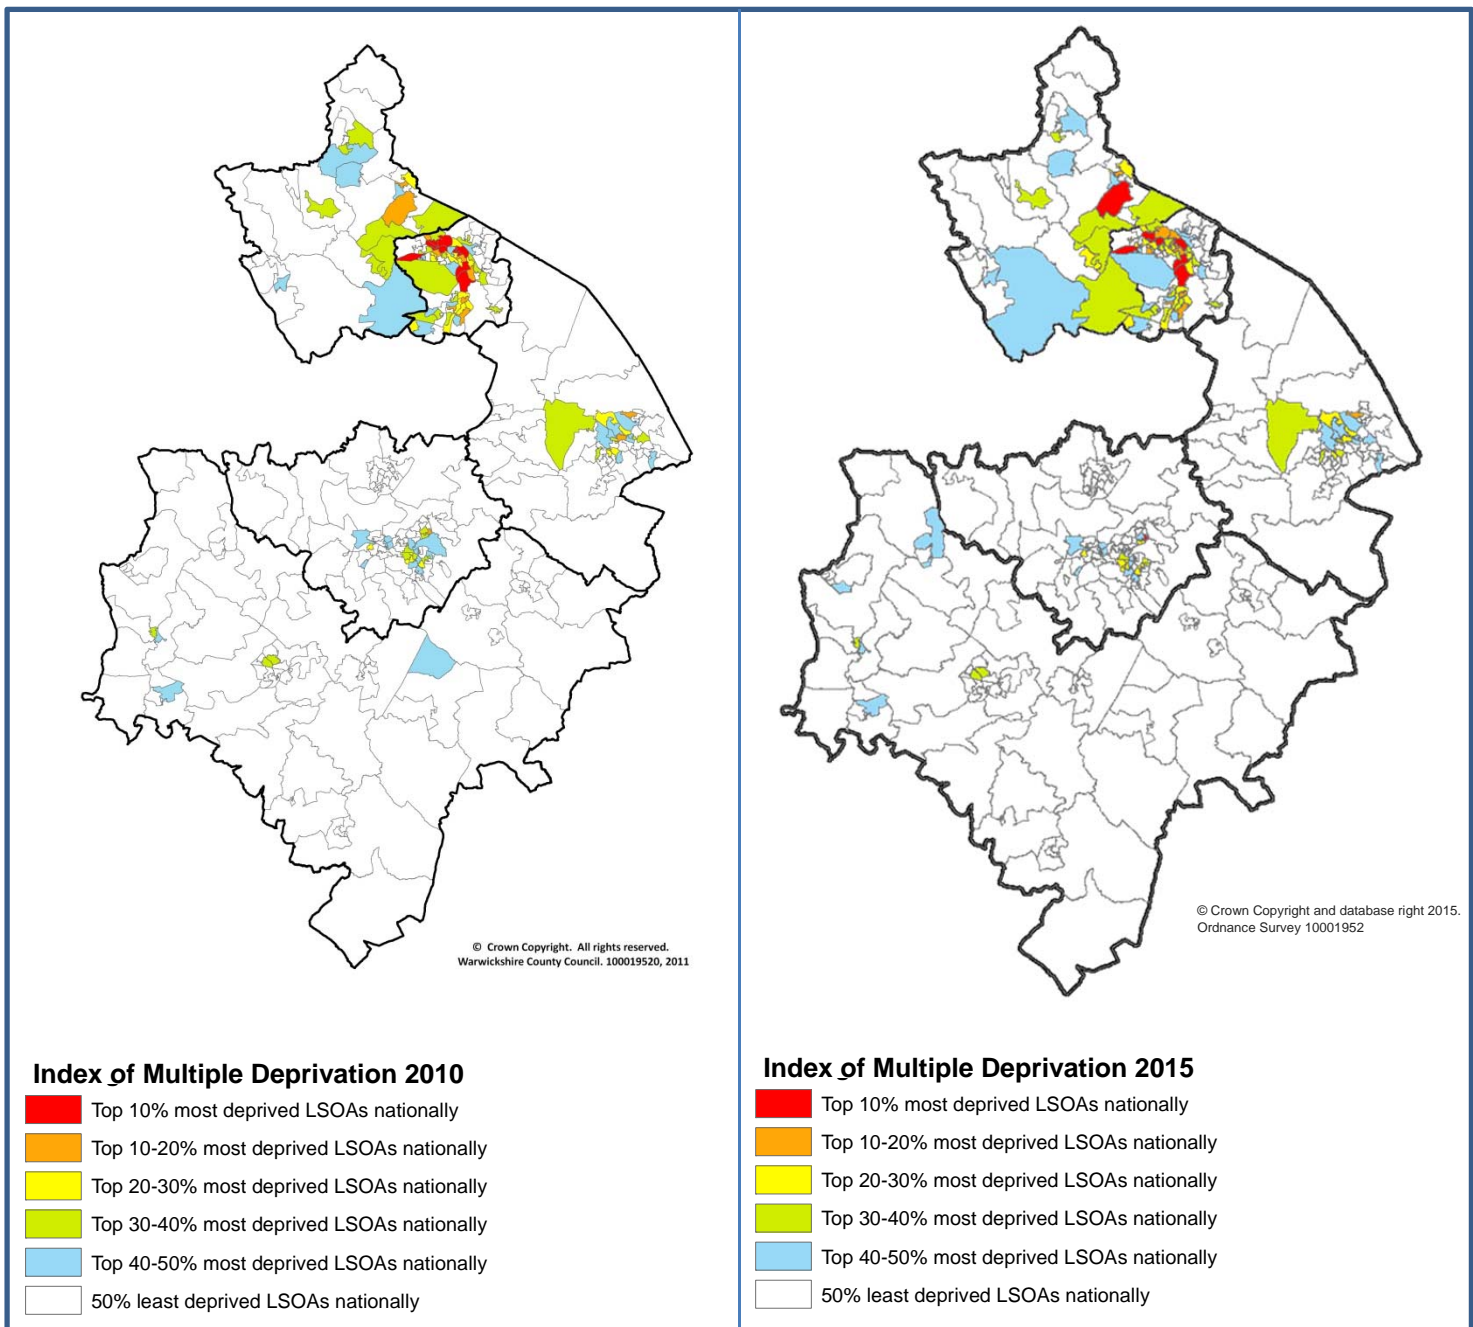 © Crown Copyright. All rights reserved.
Warwickshire County Council. 100019520, 2011
Index of Multiple Deprivation 2010
Top 10% most deprived LSOAs nationally
Top 10-20% most deprived LSOAs nationally
Top 20-30% most deprived LSOAs nationally
Top 30-40% most deprived LSOAs nationally
Top 40-50% most deprived LSOAs nationally
50% least deprived LSOAs nationally
© Crown Copyright and database right 2015.
Ordnance Survey 10001952
Index of Multiple Deprivation 2015
Top 10% most deprived LSOAs nationally
Top 10-20% most deprived LSOAs nationally
Top 20-30% most deprived LSOAs nationally
Top 30-40% most deprived LSOAs nationally
Top 40-50% most deprived LSOAs nationally
50% least deprived LSOAs nationally